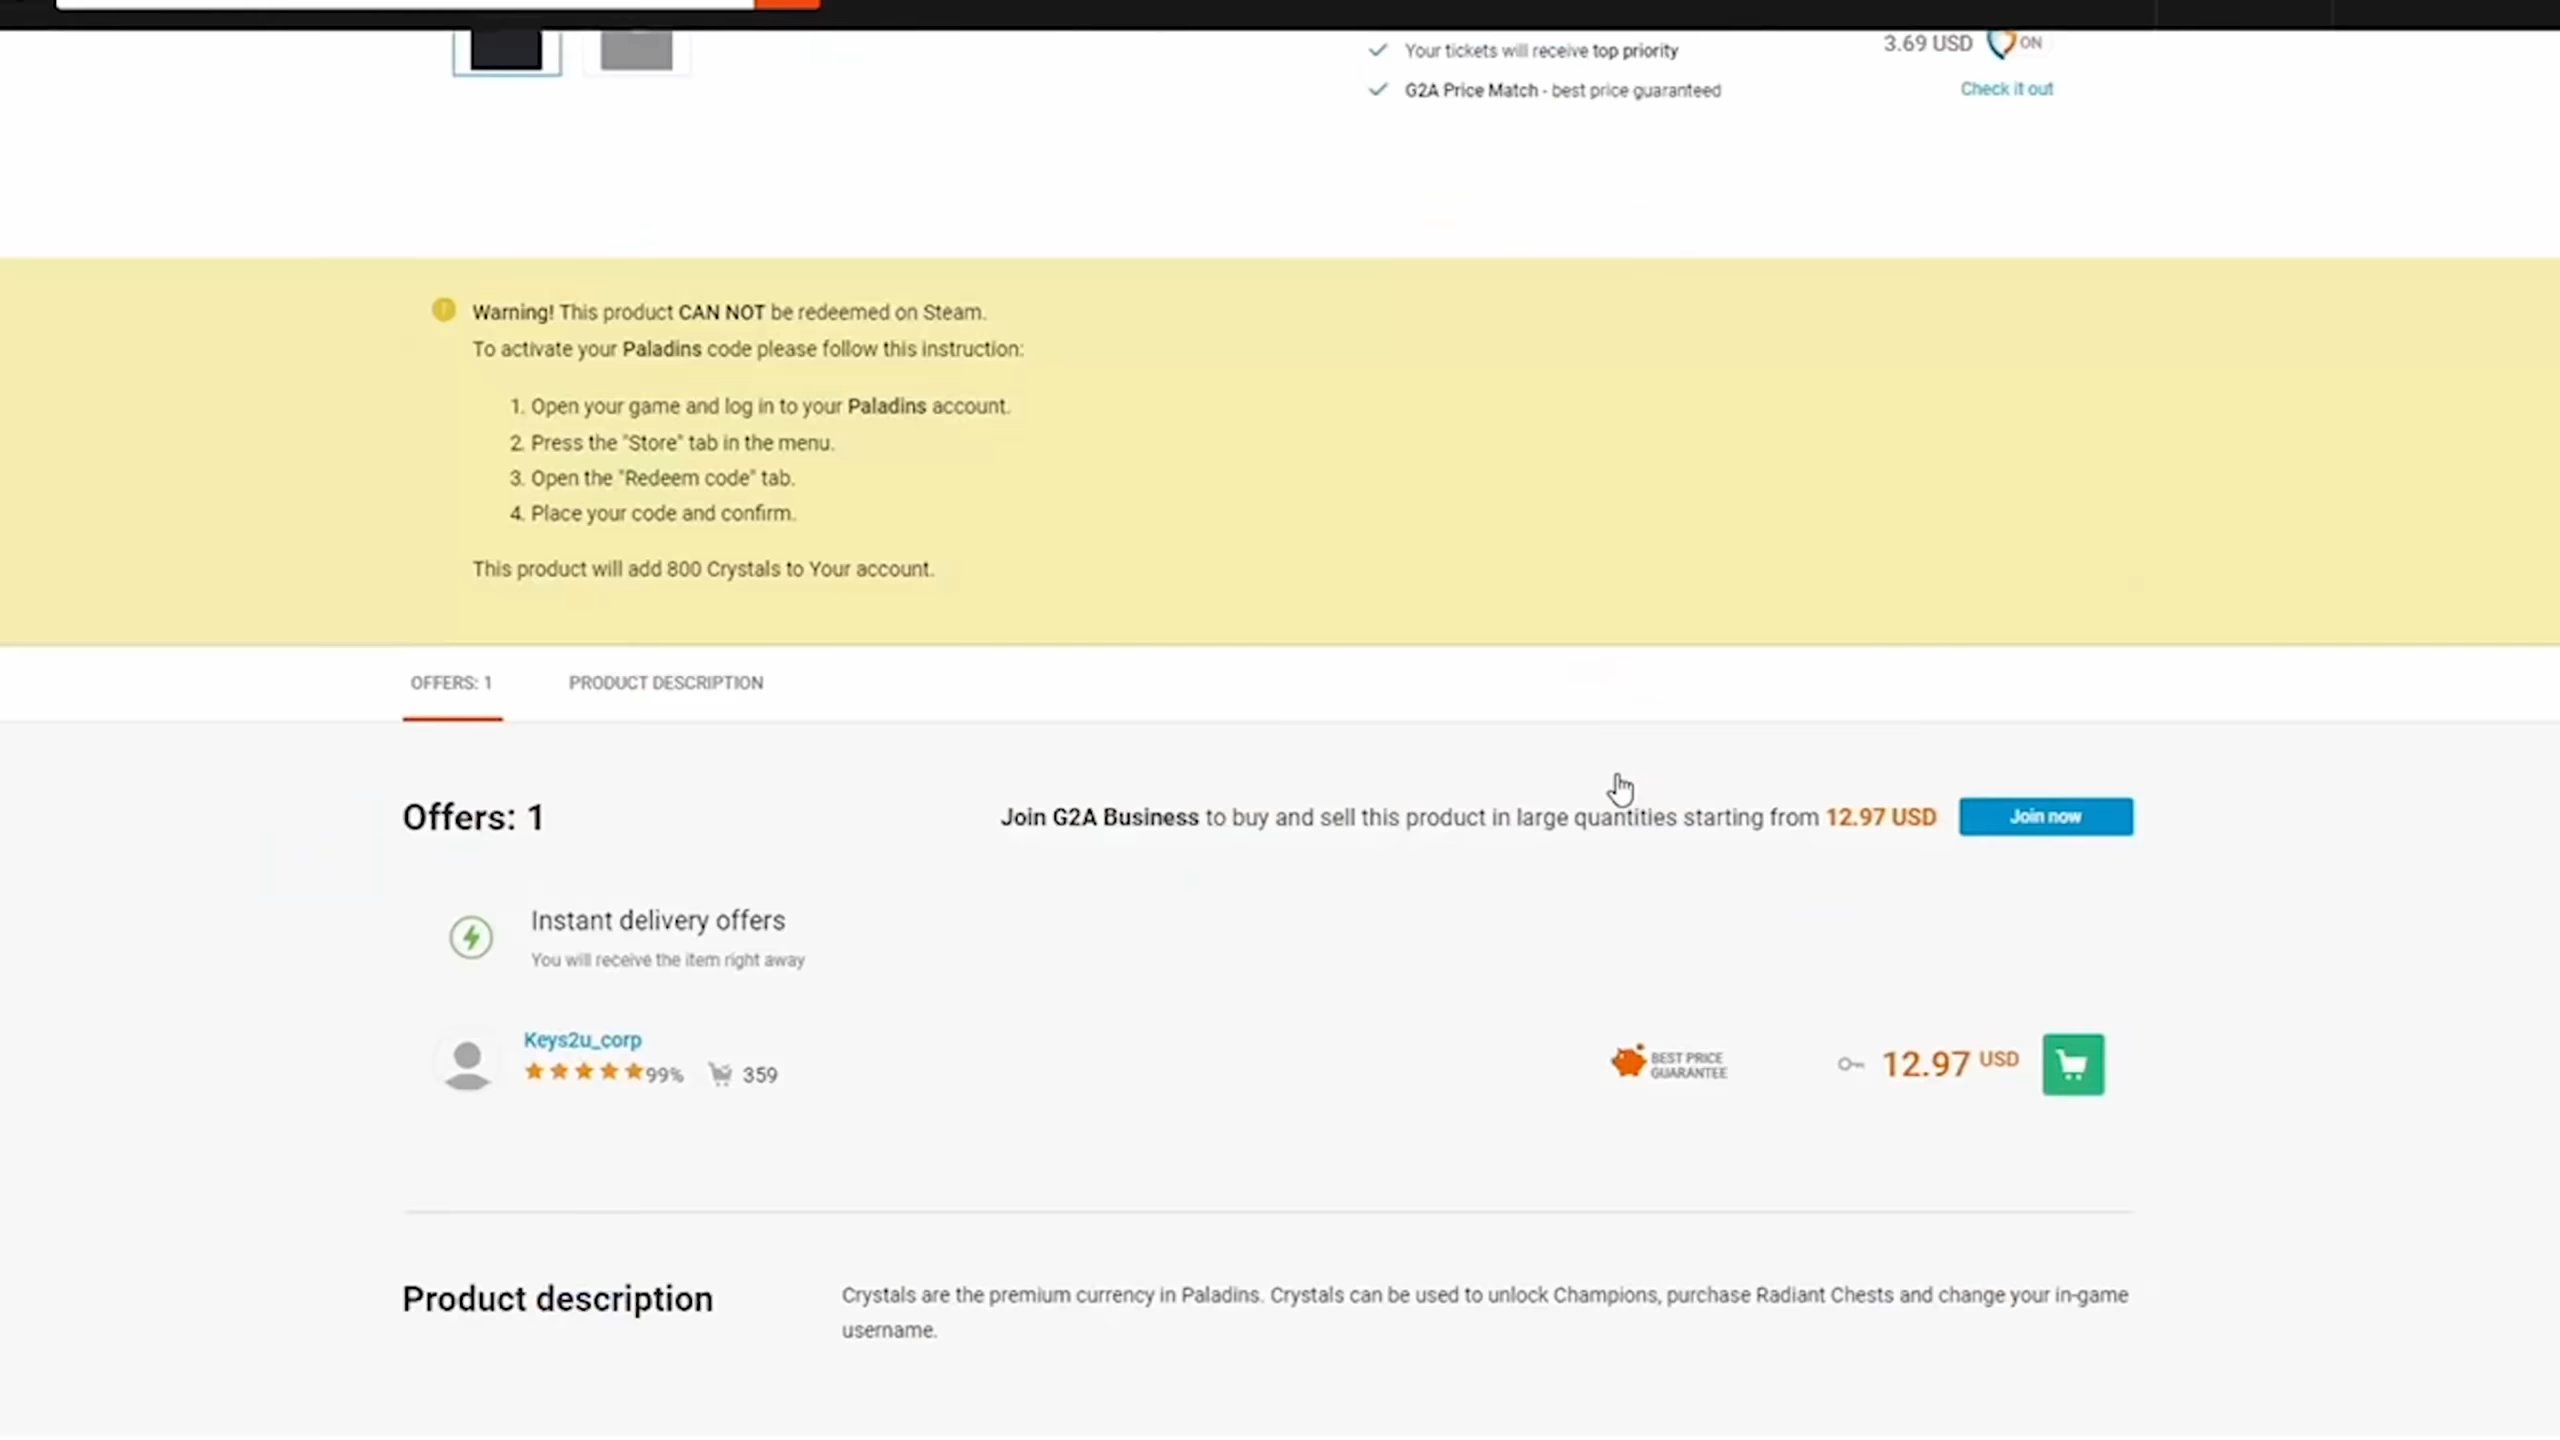 Your tickets will receive top priority
3.69 USD ON
G2A Price Match - best price guaranteed
Check it out
Warning! This product CAN NOT be redeemed on Steam.
To activate your Paladins code please follow this instruction:
1. Open your game and log in to your Paladins account.
2. Press the "Store" tab in the menu.
3. Open the "Redeem code" tab.
4. Place your code and confirm.
This product will add 800 Crystals to Your account.
OFFERS: 1 PRODUCT DESCRIPTION
Offers: 1
Join G2A Business to buy and sell this product in large quantities starting from 12.97 USD
Join now
Instant delivery offers
You will receive the item right away
Keys2u_corp
99% 359
BEST PRICE
GUARANTEE
12.97 USD
Product description
Crystals are the premium currency in Paladins. Crystals can be used to unlock Champions, purchase Radiant Chests and change your in-game
username.